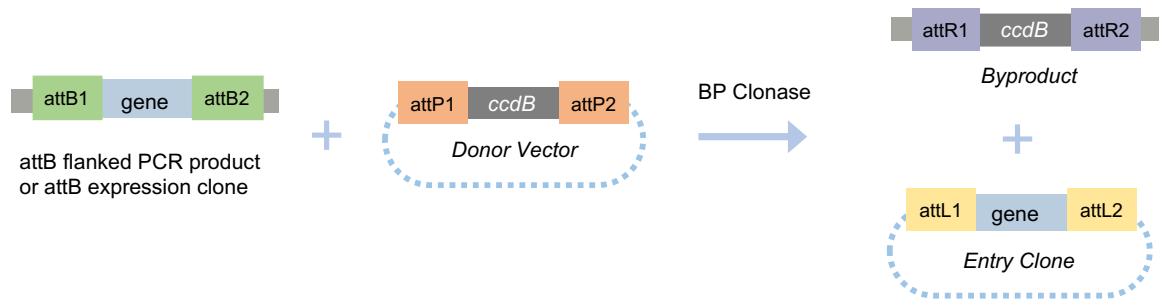 attB1 gene attB2
attB flanked PCR product
or attB expression clone
attP1 ccdB attP2
Donor Vector
BP Clonase
attR1 ccdB attR2
Byproduct
attL1 gene attL2
Entry Clone